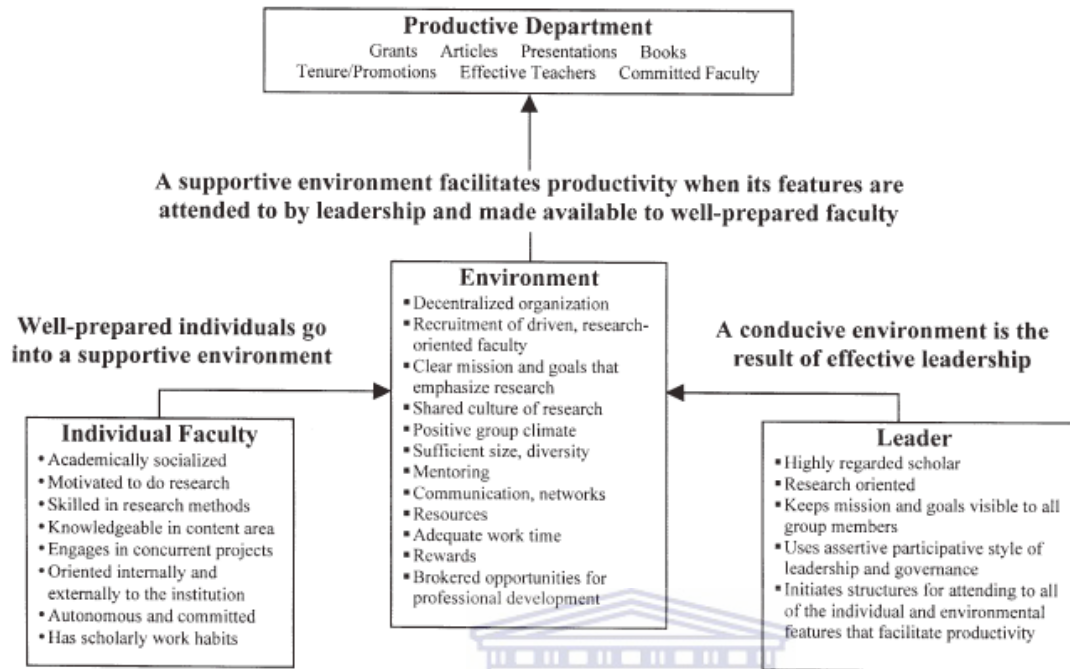 Productive Department
Grants Articles Presentations Books
Tenure/Promotions Effective Teachers Committed Faculty
A supportive environment facilitates productivity when its features are
attended to by leadership and made available to well-prepared faculty
Well-prepared individuals go
into a supportive environment
Individual Faculty
▪ Academically socialized
▪ Motivated to do research
▪ Skilled in research methods
▪ Knowledgeable in content area
▪ Engages in concurrent projects
▪ Oriented internally and
externally to the institution
▪ Autonomous and committed
▪ Has scholarly work habits
Environment
▪ Decentralized organization
▪ Recruitment of driven, research-
oriented faculty
▪ Clear mission and goals that
emphasize research
▪ Shared culture of research
▪ Positive group climate
▪ Sufficient size, diversity
▪ Mentoring
▪ Communication, networks
▪ Resources
▪ Adequate work time
▪ Rewards
▪ Brokered opportunities for
professional development
A conducive environment is the
result of effective leadership
Leader
▪ Highly regarded scholar
▪ Research oriented
▪ Keeps mission and goals visible to all
group members
▪ Uses assertive participative style of
leadership and governance
▪ Initiates structures for attending to all
of the individual and environmental
features that facilitate productivity